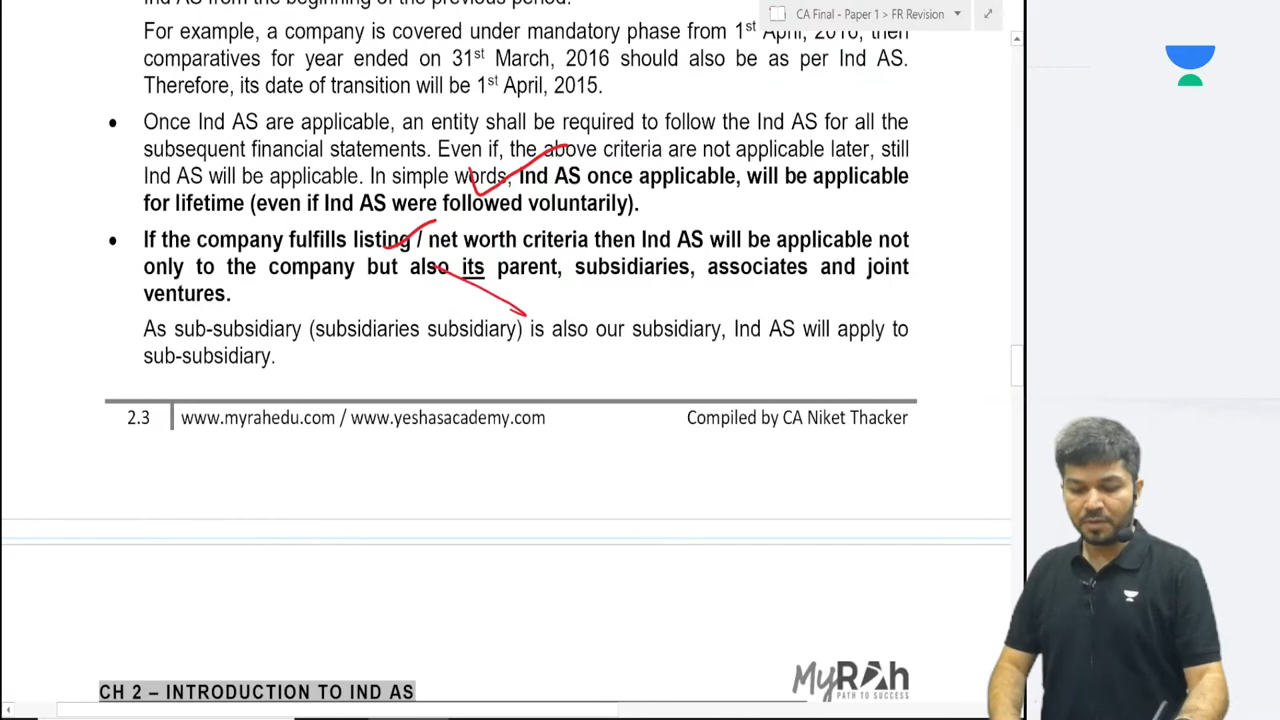 Ind AS from the beginning of the previous period.
CA Final - Paper 1 > FR Revision
For example, a company is covered under mandatory phase from 1st April, 2016, then
comparatives for year ended on 31st March, 2016 should also be as per Ind AS.
Therefore, its date of transition will be 1st April, 2015.
• Once Ind AS are applicable, an entity shall be required to follow the Ind AS for all the
subsequent financial statements. Even if, the above criteria are not applicable later, still
Ind AS will be applicable. In simple words, Ind AS once applicable, will be applicable
for lifetime (even if Ind AS were followed voluntarily).
• If the company fulfills listing / net worth criteria then Ind AS will be applicable not
only to the company but also its parent, subsidiaries, associates and joint
ventures.
As sub-subsidiary (subsidiaries subsidiary) is also our subsidiary, Ind AS will apply to
sub-subsidiary.
2.3 www.myrahedu.com / www.yeshasacademy.com Compiled by CA Niket Thacker
CH 2 – INTRODUCTION TO IND AS
MyRAh
PATH TO SUCCESS